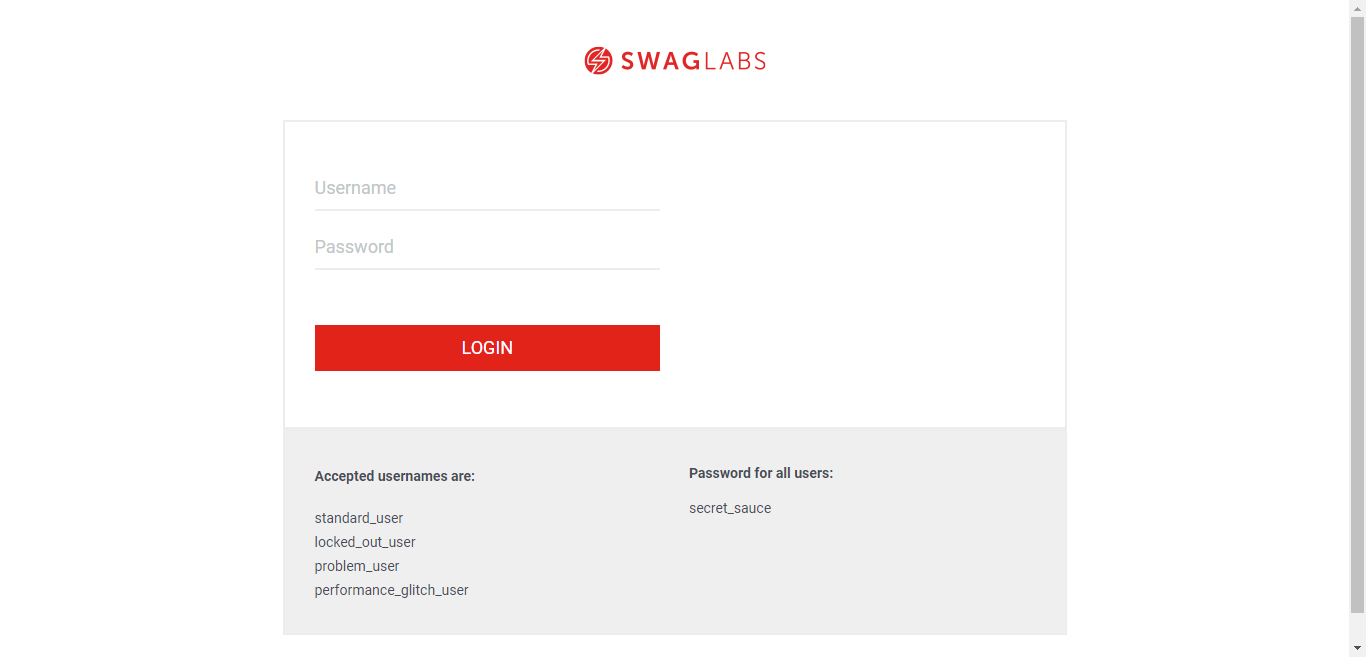 SWAGLABS
Username
Password
LOGIN
Accepted usernames are:
standard_user
locked_out_user
problem_user
performance_glitch_user
Password for all users:
secret_sauce